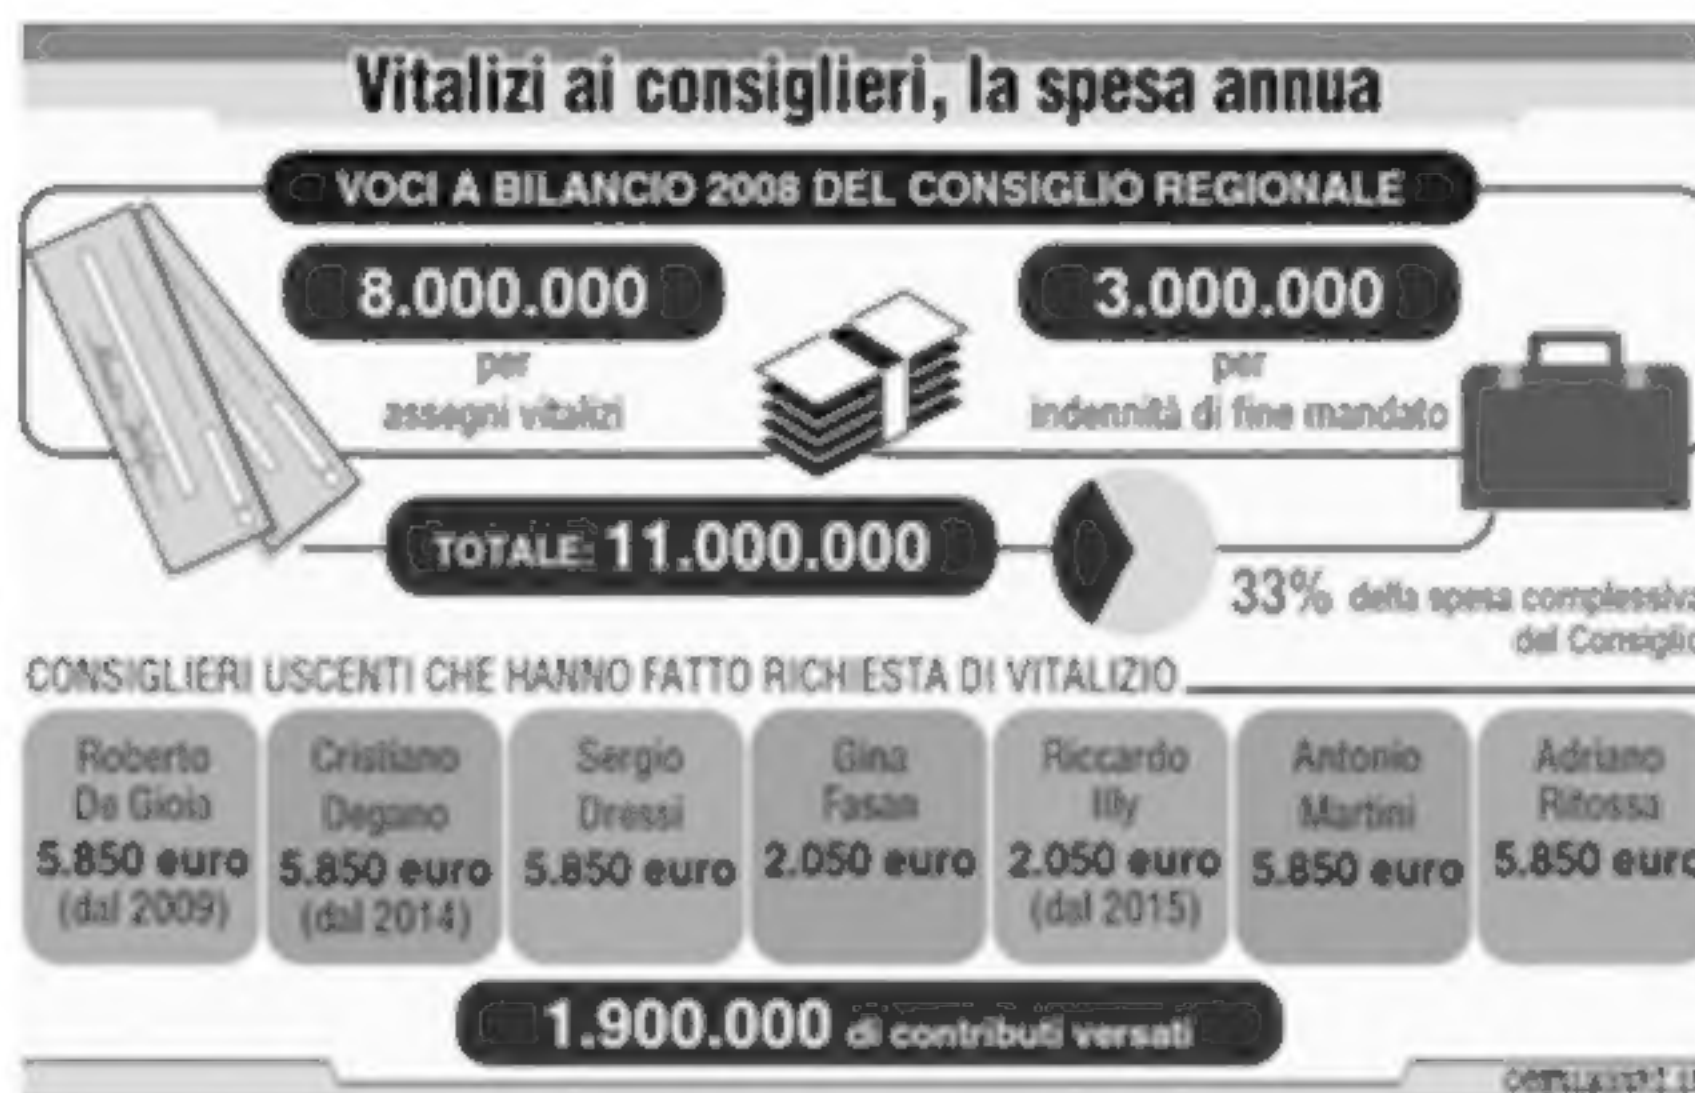 Vitalizi ai consiglieri, la spesa annua
VOCI A BILANCIO 2008 DEL CONSIGLIO REGIONALE
8.000.000
per
assegni vitalizi
3.000.000
per
indennità di fine mandato
TOTALE: 11.000.000
33% della spesa complessiva
del Consiglio
CONSIGLIERI USCENTI CHE HANNO FATTO RICHIESTA DI VITALIZIO
Roberto
De Gioia
5.850 euro
(dal 2009)
Cristiano
Degano
5.850 euro
(dal 2014)
Sergio
Dressi
5.850 euro
Gina
Fasan
2.050 euro
Riccardo
Illy
2.050 euro
(dal 2015)
Antonio
Martini
5.850 euro
Adriano
Ritossa
5.850 euro
1.900.000 di contributi versati